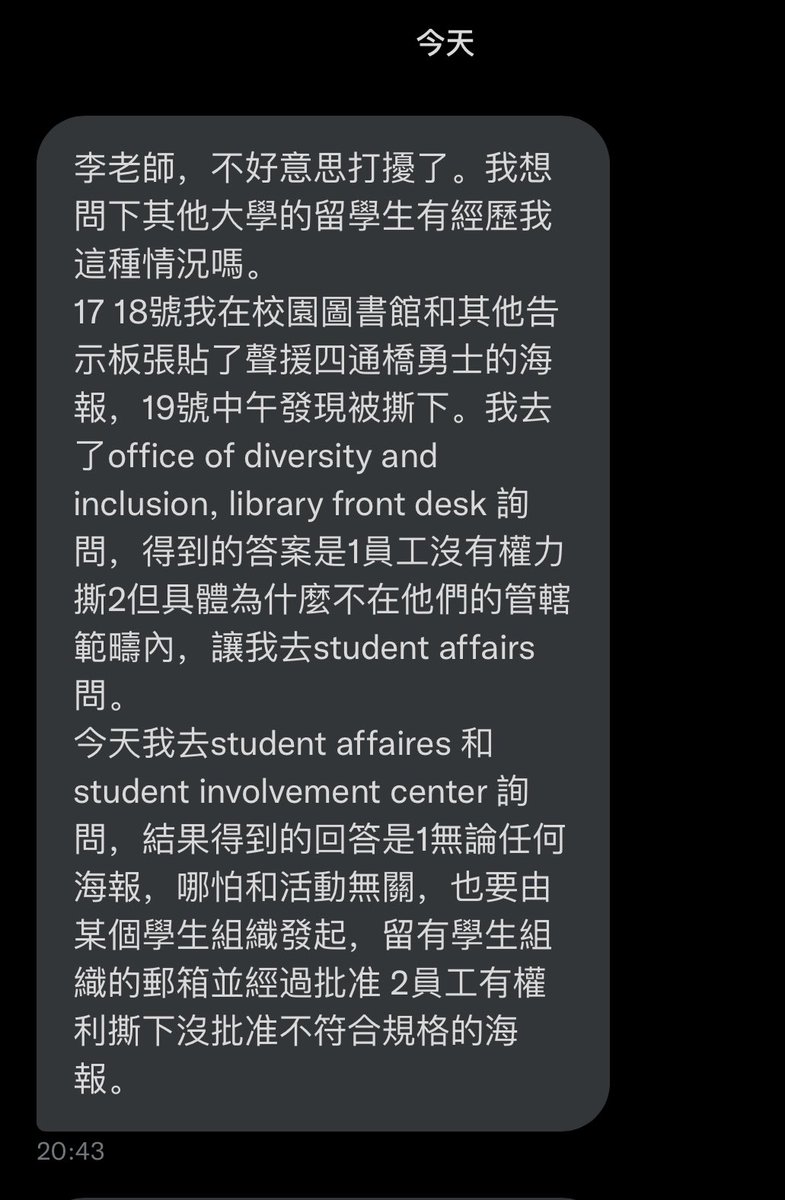 今天
李老師，不好意思打擾了。我想
問下其他大學的留學生有經歷我
這種情況嗎。
17 18號我在校園圖書館和其他告
示板張貼了聲援四通橋勇士的海
報，19號中午發現被撕下。我去
了office of diversity and
inclusion, library front desk 詢
問，得到的答案是1員工沒有權力
撕2但具體為什麼不在他們的管轄
範疇內，讓我去student affairs
問。
今天我去student affaires 和
student involvement center 詢
問，結果得到的回答是1無論任何
海報，哪怕和活動無關，也要由
某個學生組織發起，留有學生組
織的郵箱並經過批准 2員工有權
利撕下沒批准不符合規格的海
報。
20:43